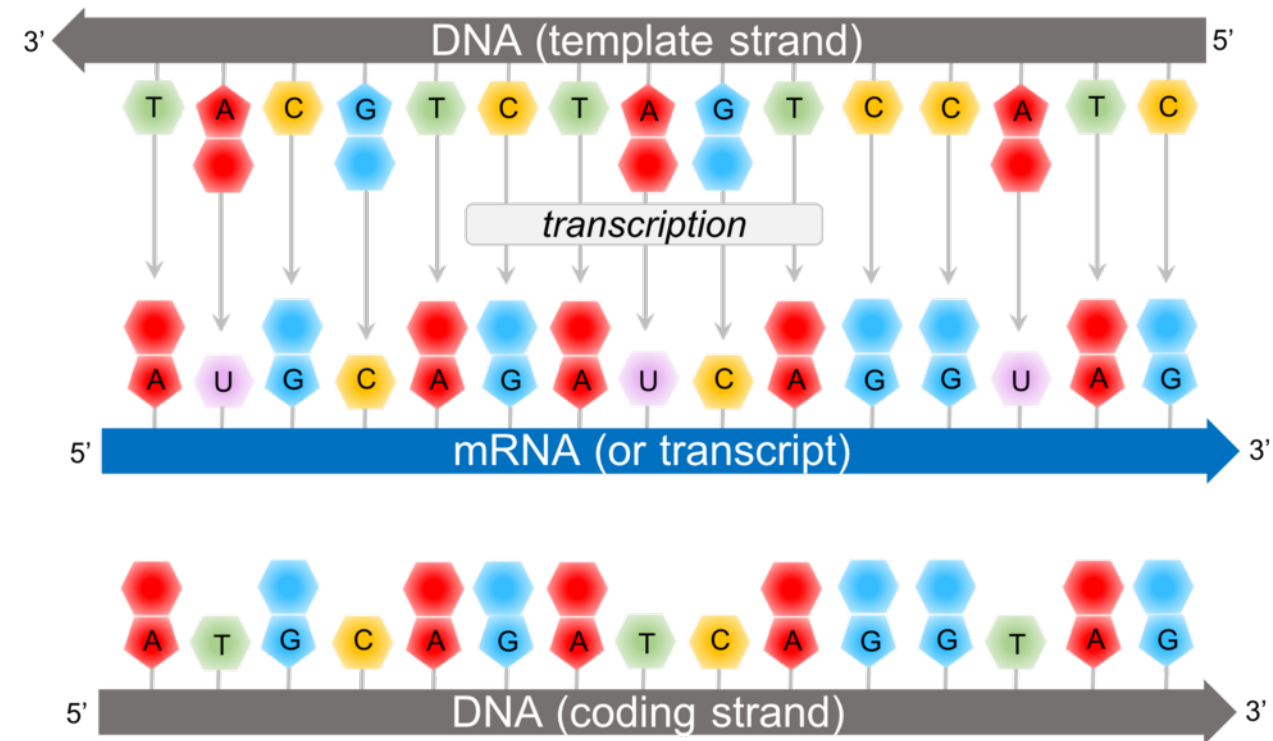 3’ DNA (template strand) 5’
T A C G T C T A G T C C A T C
transcription
A U G C A G A U C A G G U A G
5’ mRNA (or transcript) 3’
A T G C A G A T C A G G T A G
5’ DNA (coding strand) 3’